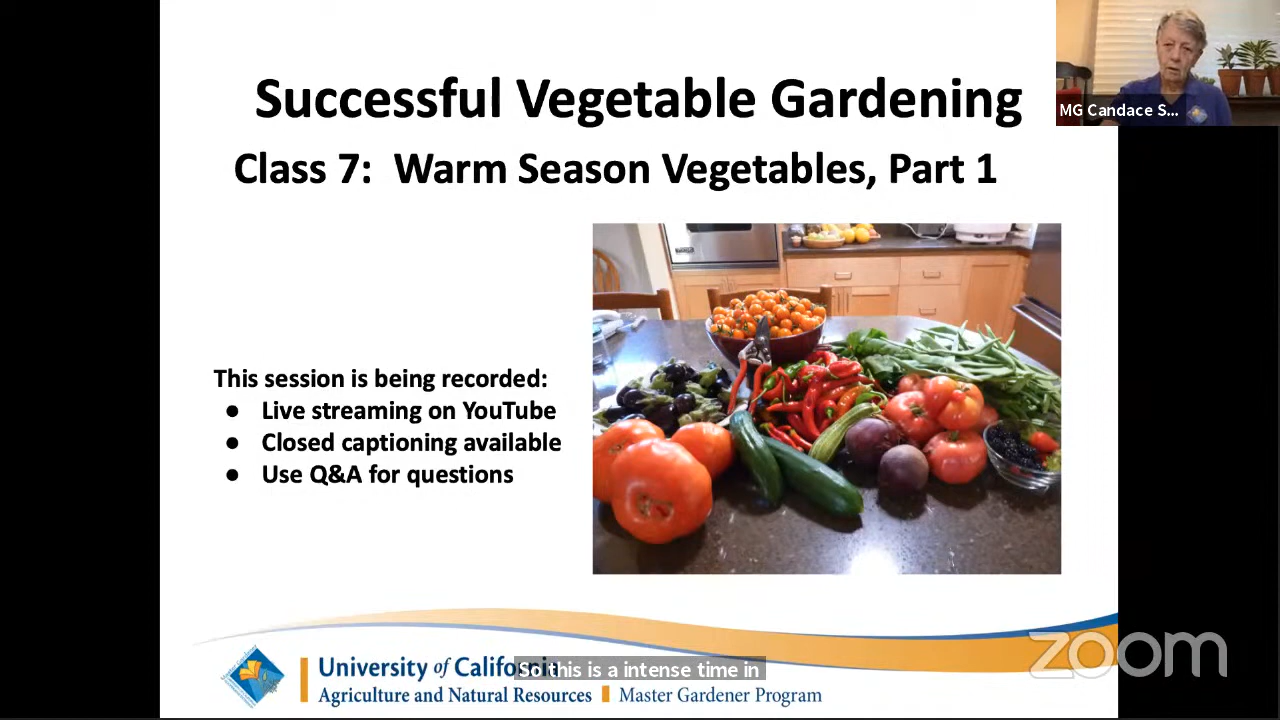 Successful Vegetable Gardening
Class 7: Warm Season Vegetables, Part 1
MG Candace S...
This session is being recorded:
● Live streaming on YouTube
● Closed captioning available
● Use Q&A for questions
University of California
So this is a intense time in
Agriculture and Natural Resources Master Gardener Program
zoom